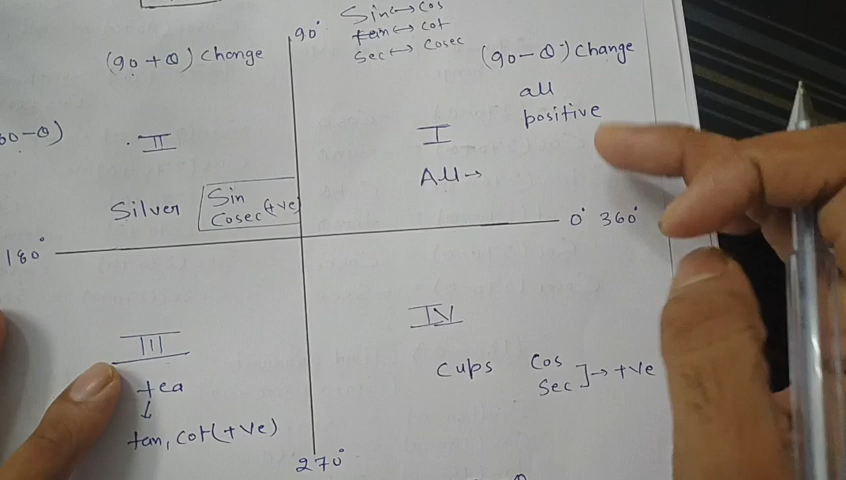 Sin↔Cos
90° tan↔cot
Sec↔Cosec
(90+θ) Change
(90-θ) Change
all
positive
II
I
All→
Silver
Sin
Cosec(+ve)
180°
0° 360°
III
IV
tea
↓
tan, cot(+ve)
Cups
Cos
Sec]→+ve
270°